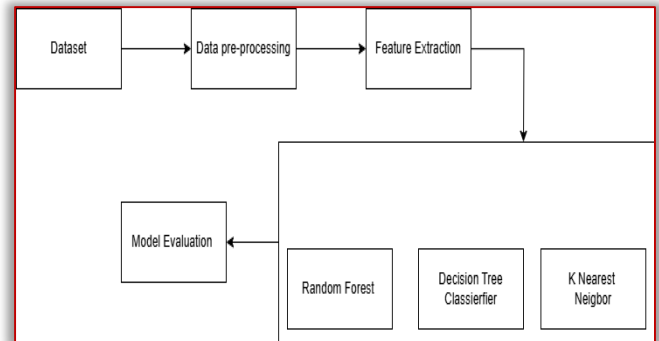 Dataset
Data pre-processing
Feature Extraction
Model Evaluation
Random Forest
Decision Tree
Classierfier
K Nearest
Neigbor